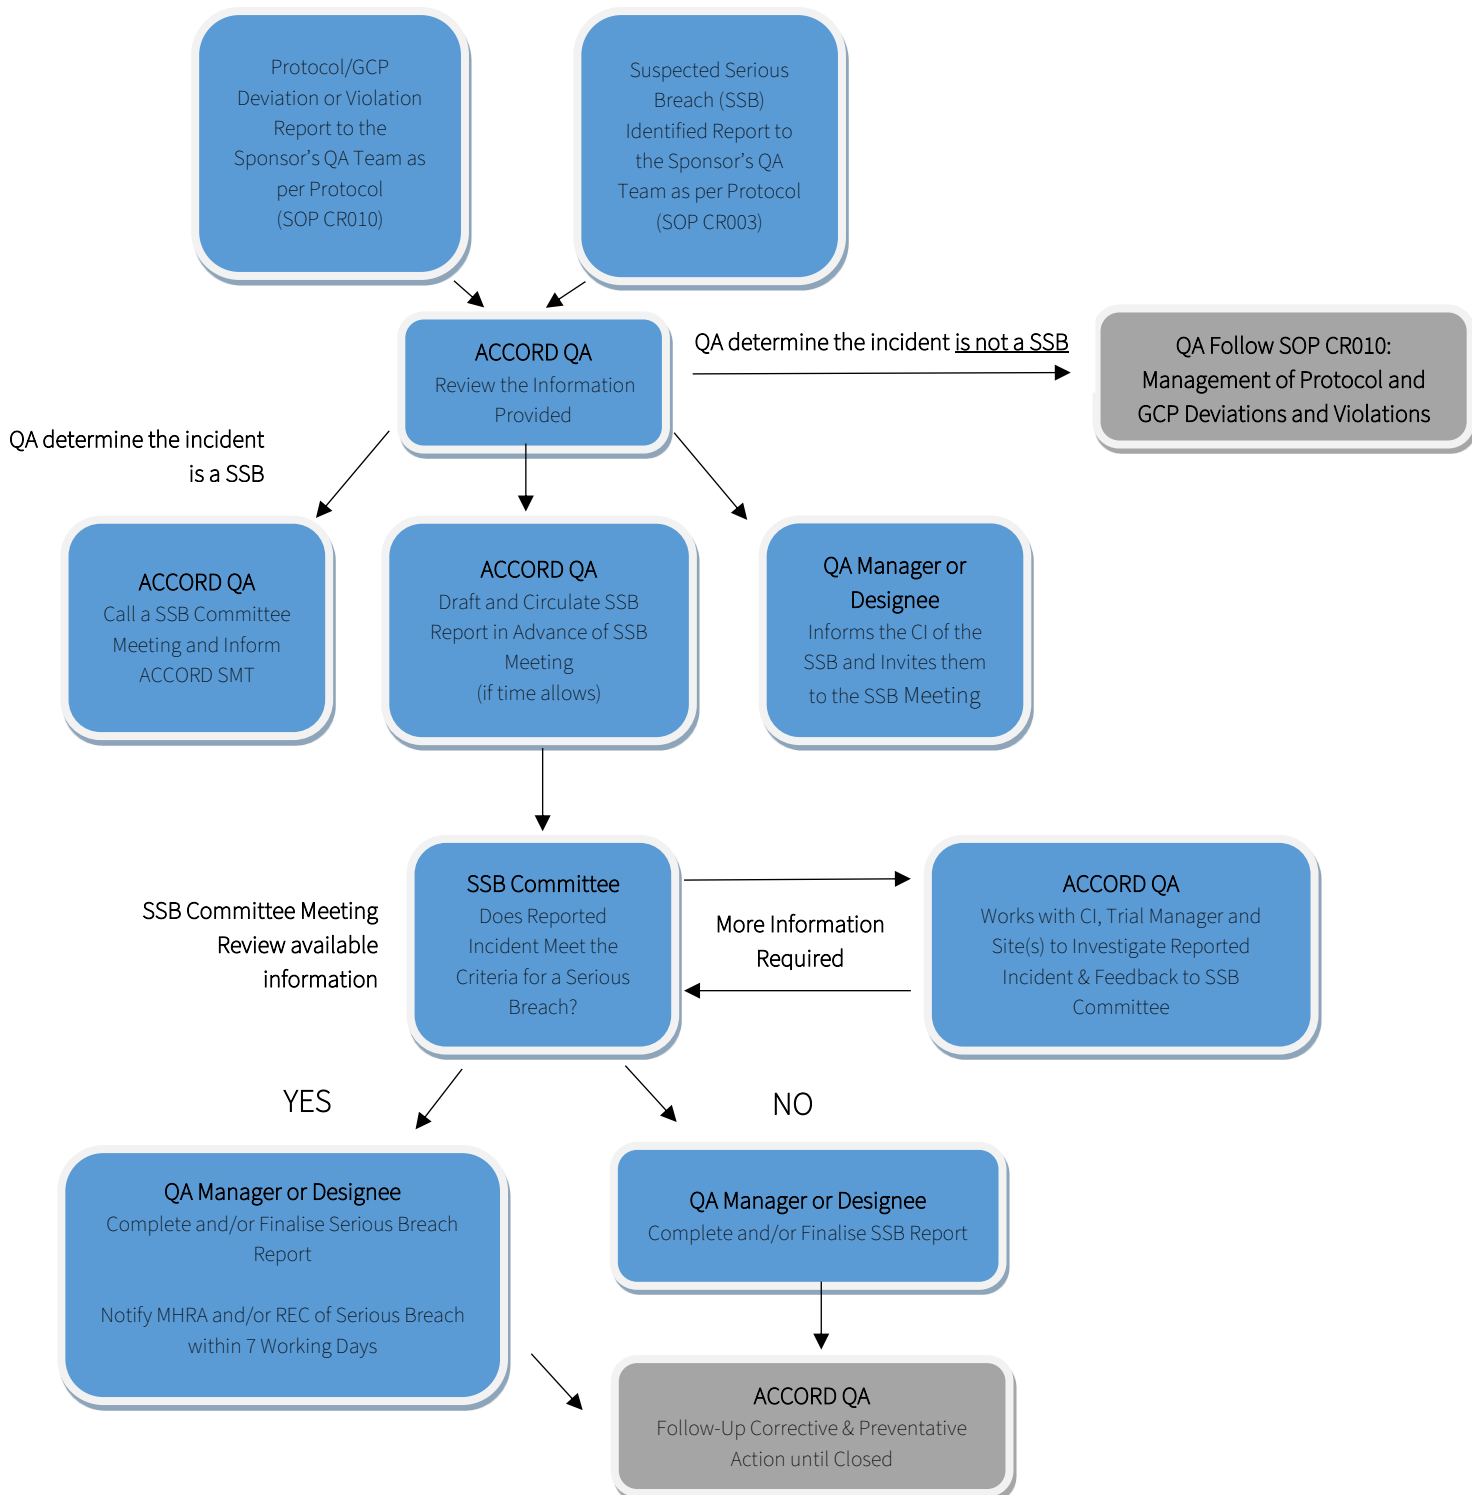 Protocol/GCP
Deviation or Violation
Report to the
Sponsor’s QA Team as
per Protocol
(SOP CR010)
Suspected Serious
Breach (SSB)
Identified Report to
the Sponsor’s QA
Team as per Protocol
(SOP CR003)
ACCORD QA
Review the Information
Provided
QA determine the incident is not a SSB
QA Follow SOP CR010:
Management of Protocol and
GCP Deviations and Violations
QA determine the incident
is a SSB
ACCORD QA
Call a SSB Committee
Meeting and Inform
ACCORD SMT
ACCORD QA
Draft and Circulate SSB
Report in Advance of SSB
Meeting
(if time allows)
QA Manager or
Designee
Informs the CI of the
SSB and Invites them
to the SSB Meeting
SSB Committee Meeting
Review available
information
SSB Committee
Does Reported
Incident Meet the
Criteria for a Serious
Breach?
More Information
Required
ACCORD QA
Works with CI, Trial Manager and
Site(s) to Investigate Reported
Incident & Feedback to SSB
Committee
YES
NO
QA Manager or Designee
Complete and/or Finalise Serious Breach
Report
Notify MHRA and/or REC of Serious Breach
within 7 Working Days
QA Manager or Designee
Complete and/or Finalise SSB Report
ACCORD QA
Follow-Up Corrective & Preventative
Action until Closed